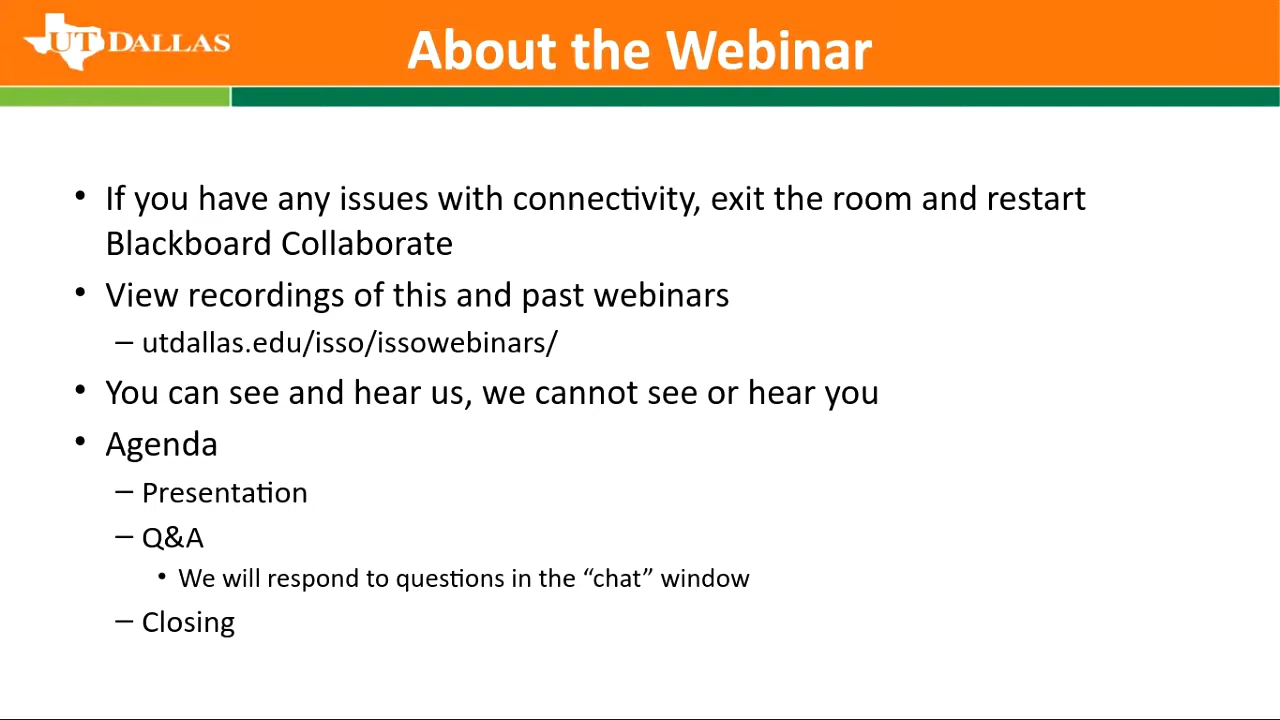 UT DALLAS
About the Webinar
• If you have any issues with connectivity, exit the room and restart
Blackboard Collaborate
• View recordings of this and past webinars
– utdallas.edu/isso/issowebinars/
• You can see and hear us, we cannot see or hear you
• Agenda
– Presentation
– Q&A
• We will respond to questions in the “chat” window
– Closing